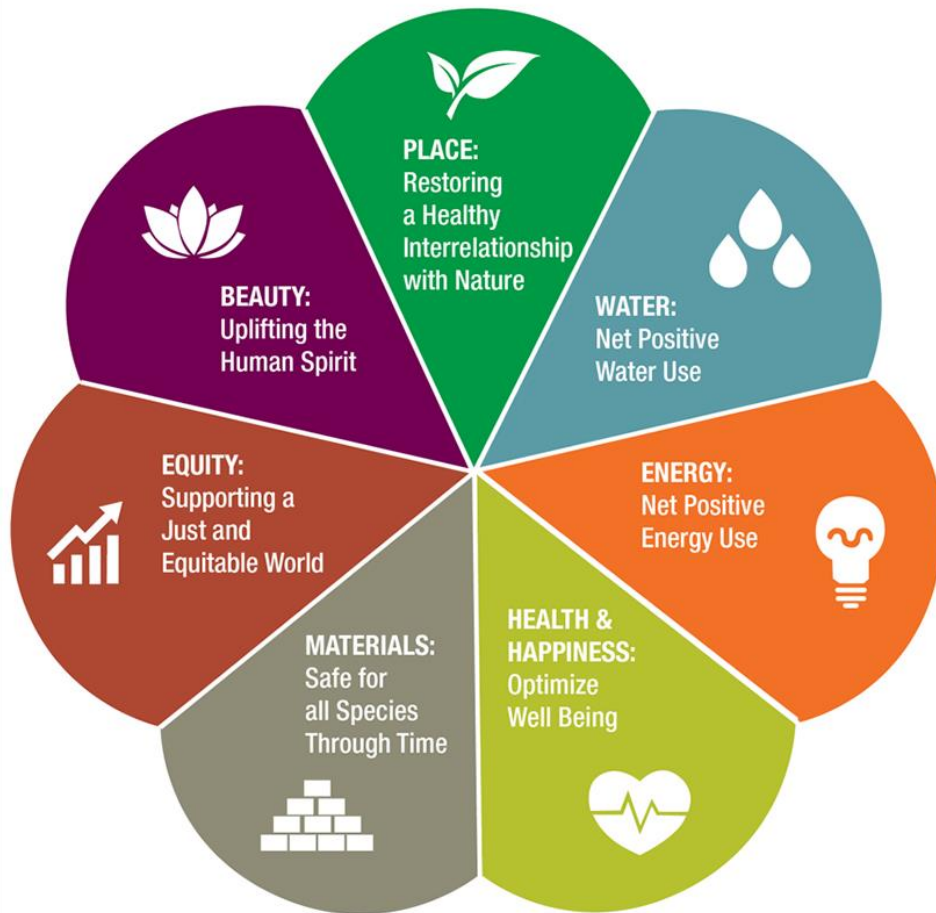 PLACE:
Restoring
a Healthy
Interrelationship
with Nature
WATER:
Net Positive
Water Use
ENERGY:
Net Positive
Energy Use
HEALTH &
HAPPINESS:
Optimize
Well Being
MATERIALS:
Safe for
all Species
Through Time
EQUITY:
Supporting a
Just and
Equitable World
BEAUTY:
Uplifting the
Human Spirit